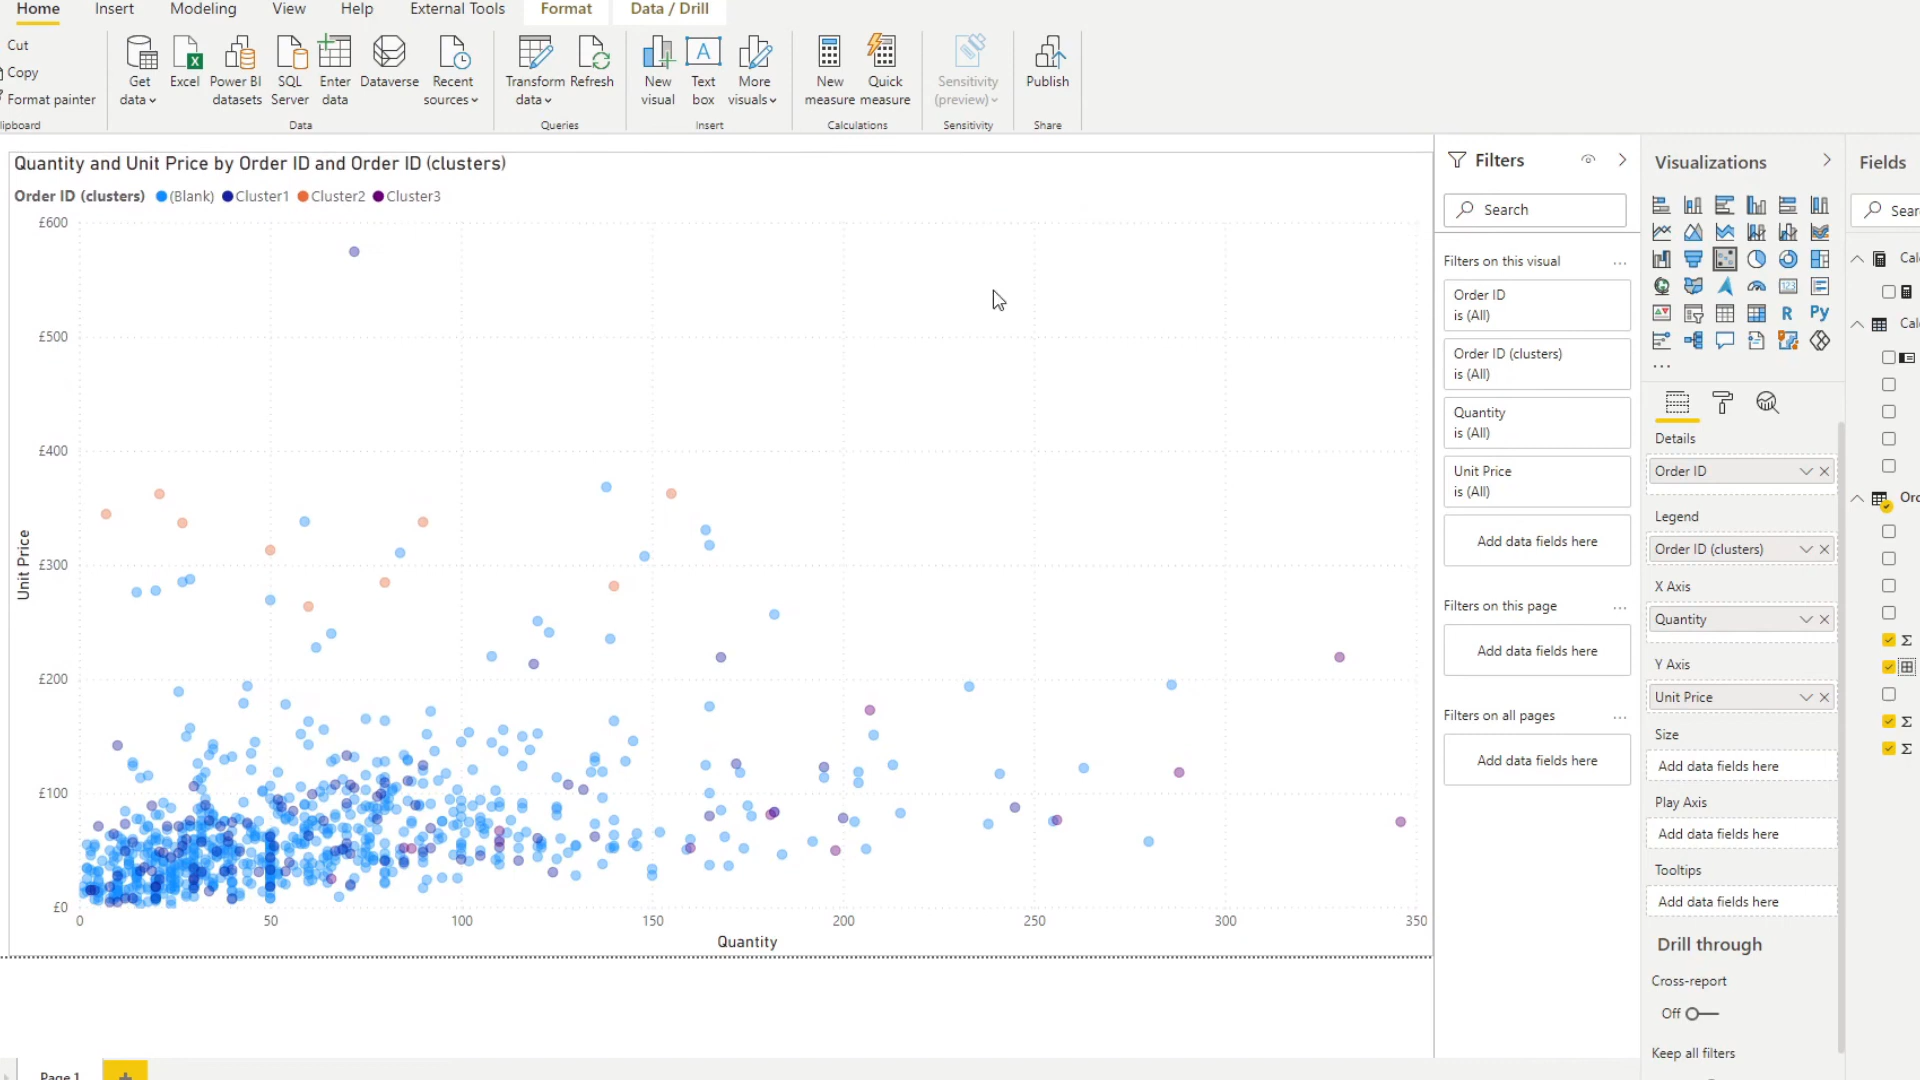 Home Insert Modeling View Help External Tools Format Data / Drill
Cut
Copy
Format painter
Get data
Excel
Power BI datasets
SQL Server
Enter data
Dataverse
Recent sources
Transform data
Refresh
New visual
Text box
More visuals
New measure
Quick measure
Sensitivity (preview)
Publish
Data
Queries
Insert
Calculations
Sensitivity
Share
Quantity and Unit Price by Order ID and Order ID (clusters)
Order ID (clusters) (Blank) Cluster1 Cluster2 Cluster3
£600
£500
£400
£300
£200
£100
£0
Unit Price
0 50 100 150 200 250 300 350
Quantity
Page 1 +
Filters
Search
Filters on this visual ...
Order ID
is (All)
Order ID (clusters)
is (All)
Quantity
is (All)
Unit Price
is (All)
Add data fields here
Filters on this page ...
Add data fields here
Filters on all pages ...
Add data fields here
Visualizations
R Py
123
...
Details
Order ID
Legend
Order ID (clusters)
X Axis
Quantity
Y Axis
Unit Price
Size
Add data fields here
Play Axis
Add data fields here
Tooltips
Add data fields here
Drill through
Cross-report
Off
Keep all filters
Fields
Σ
Σ
Σ